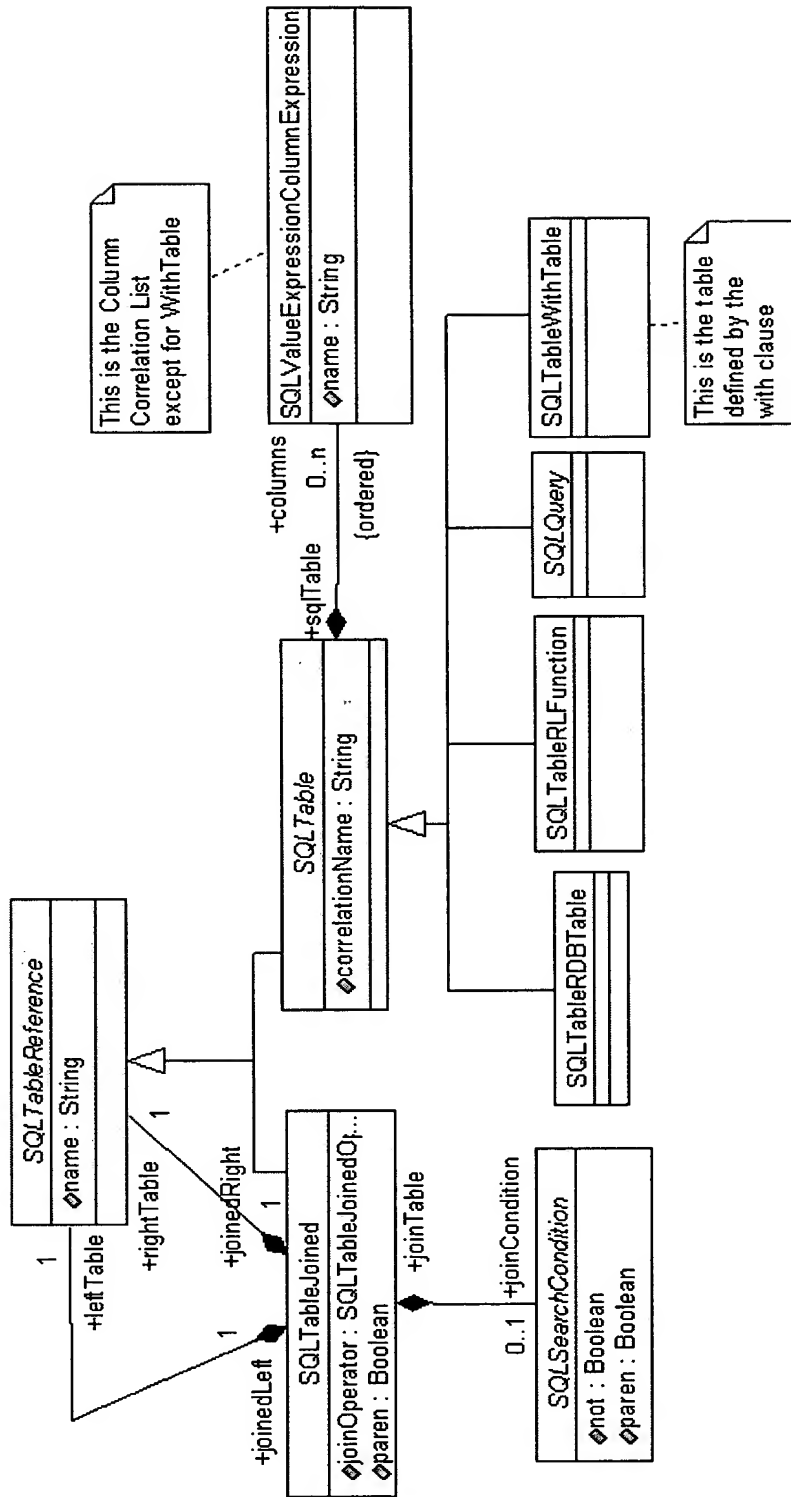 SQLTableReference
name : String
1
+leftTable
1
+rightTable
+joinedLeft
1
+joinedRight
1
SQLTableJoined
joinOperator : SQLTableJoinedOp...
paren : Boolean
+joinTable
0..1
+joinCondition
SQLSearchCondition
not : Boolean
paren : Boolean
SQLTable
correlationName : String
+sqlTable
+columns
0..n
{ordered}
This is the Column
Correlation List
except for WithTable
SQLValueExpressionColumnExpression
name : String
SQLTableRDBTable
SQLTableRLFunction
SQLQuery
SQLTableWithTable
This is the table
defined by the
with clause